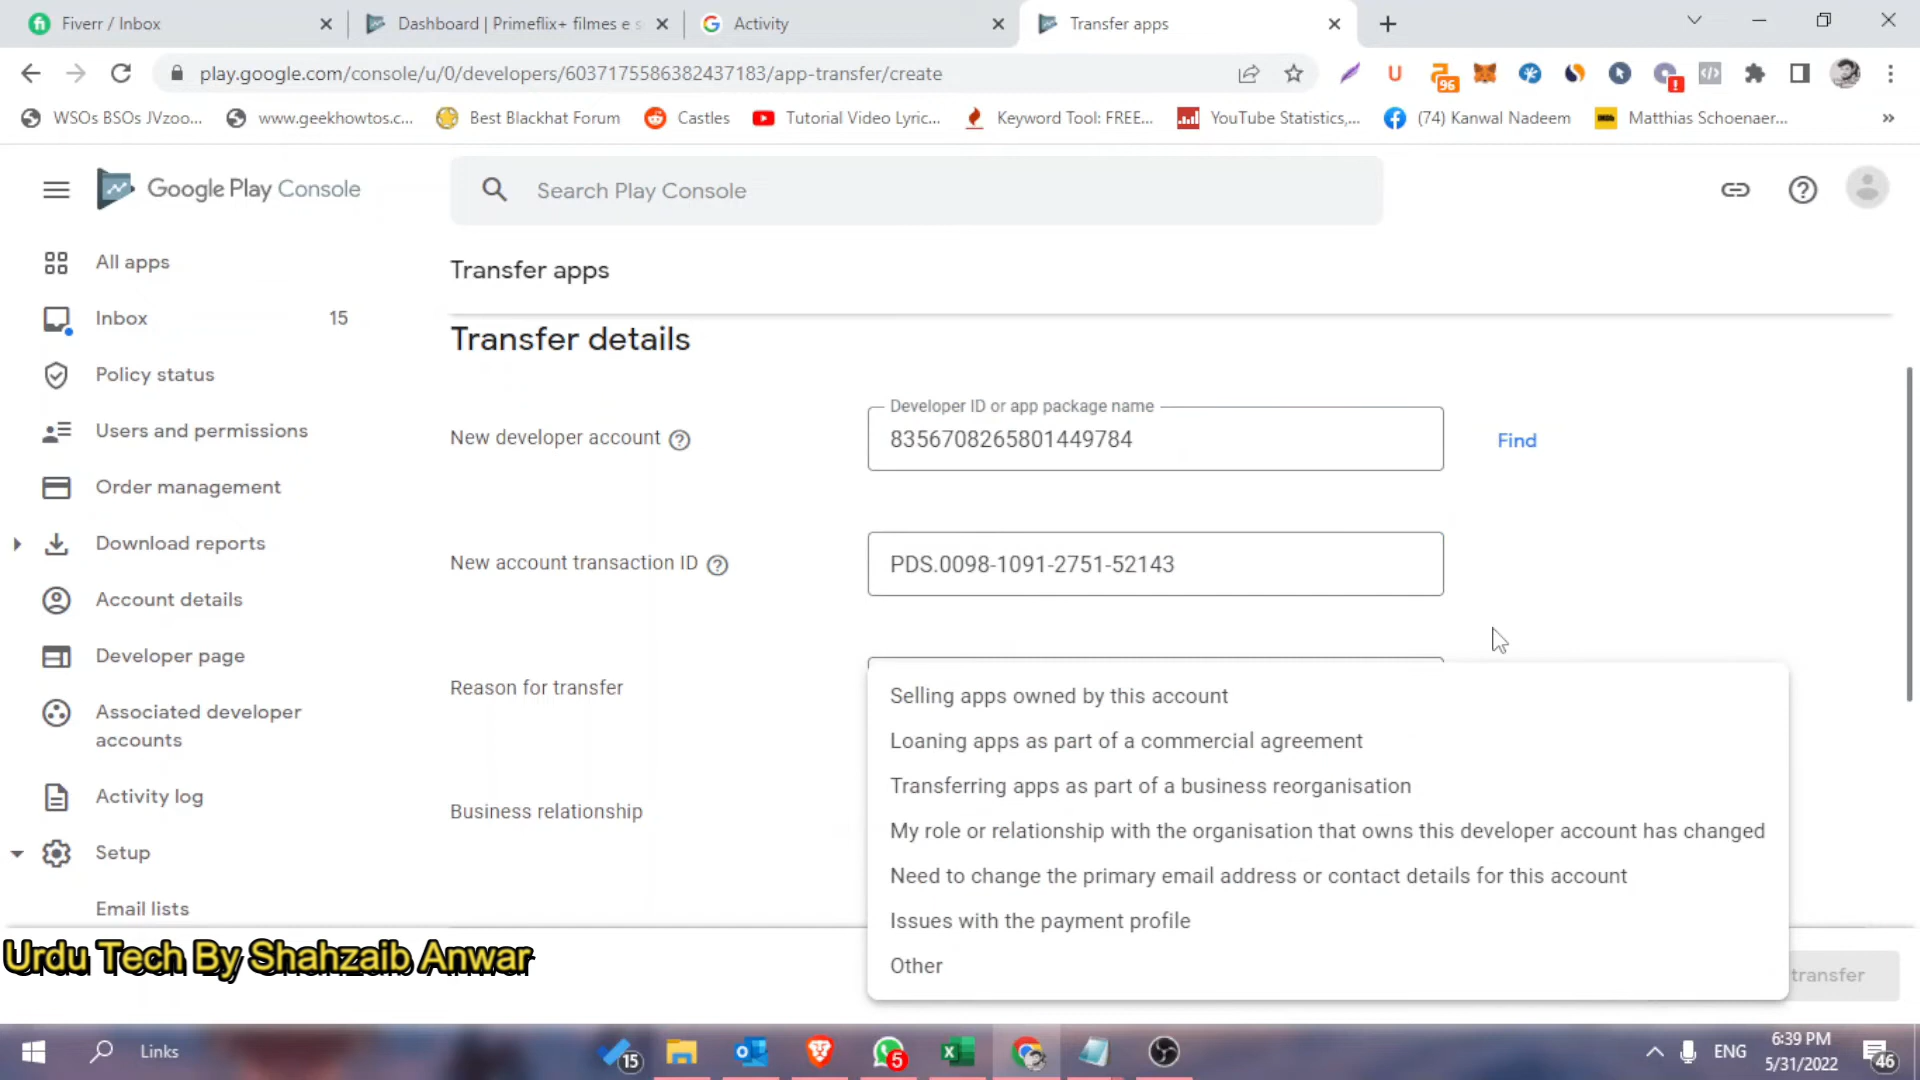 Fiverr / Inbox
Dashboard | Primeflix+ filmes e s
Activity
Transfer apps
play.google.com/console/u/0/developers/6037175586382437183/app-transfer/create
U
96
WSOs BSOs JVzoo...
www.geekhowtos.c...
Best Blackhat Forum
Castles
Tutorial Video Lyric...
Keyword Tool: FREE...
YouTube Statistics,...
(74) Kanwal Nadeem
Matthias Schoenaer...
»
Google Play Console
Search Play Console
All apps
Inbox 15
Policy status
Users and permissions
Order management
Download reports
Account details
Developer page
Associated developer
accounts
Activity log
Setup
Email lists
Transfer apps
Transfer details
New developer account
Developer ID or app package name
8356708265801449784
Find
New account transaction ID
PDS.0098-1091-2751-52143
Reason for transfer
Selling apps owned by this account
Loaning apps as part of a commercial agreement
Transferring apps as part of a business reorganisation
My role or relationship with the organisation that owns this developer account has changed
Need to change the primary email address or contact details for this account
Issues with the payment profile
Other
Business relationship
transfer
Urdu Tech By Shahzaib Anwar
Links
15
5
ENG
6:39 PM
5/31/2022
46